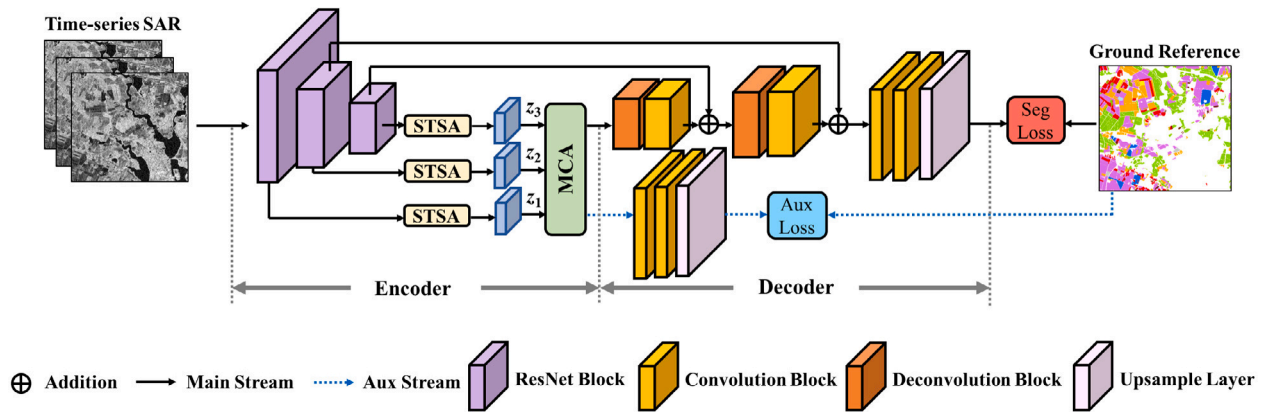 Time-series SAR
Ground Reference
STSA
z3
STSA
z2
STSA
z1
MCA
Seg
Loss
Aux
Loss
Encoder
Decoder
Addition
Main Stream
Aux Stream
ResNet Block
Convolution Block
Deconvolution Block
Upsample Layer